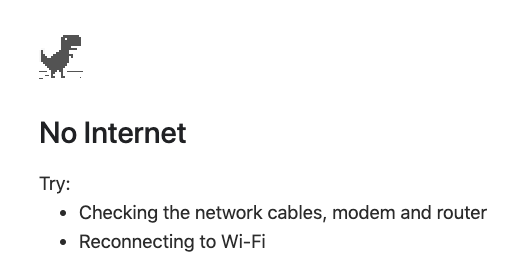 No Internet
Try:
• Checking the network cables, modem and router
• Reconnecting to Wi-Fi